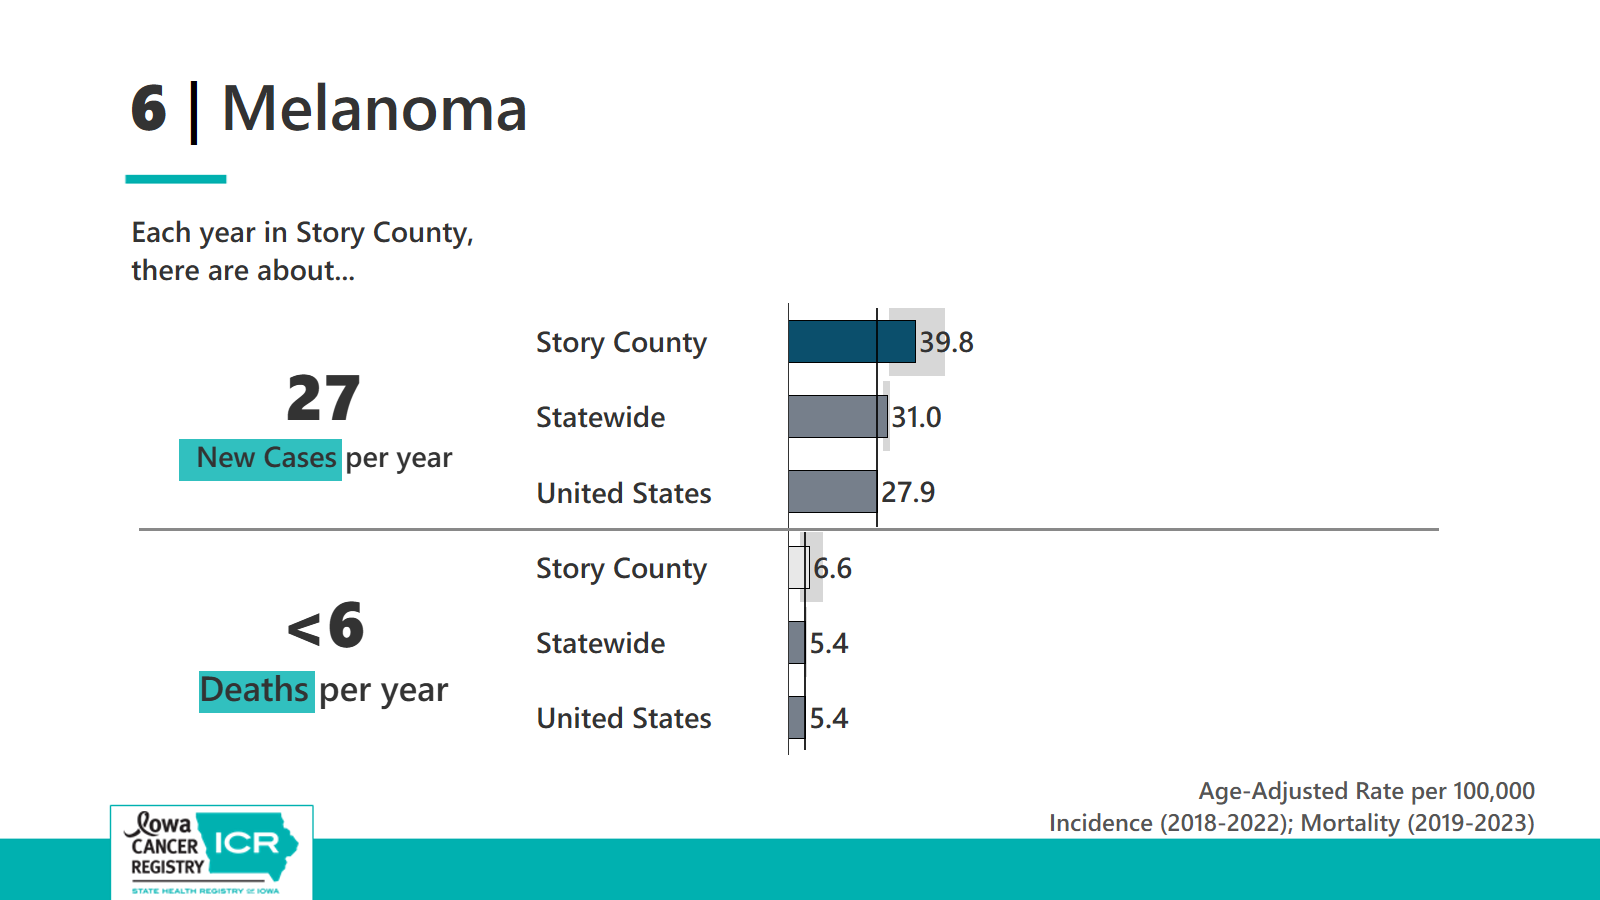 6 | Melanoma
Each year in Story County,
there are about...
27
New Cases per year
Story County 39.8
Statewide 31.0
United States 27.9
<6
Deaths per year
Story County 6.6
Statewide 5.4
United States 5.4
Age-Adjusted Rate per 100,000
Incidence (2018-2022); Mortality (2019-2023)
Iowa
CANCER
REGISTRY
ICR
STATE HEALTH REGISTRY OF IOWA